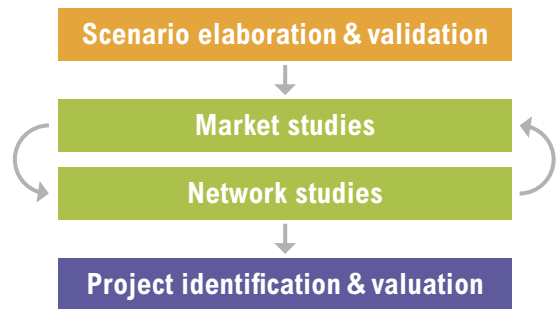 Scenario elaboration & validation
Market studies
Network studies
Project identification & valuation